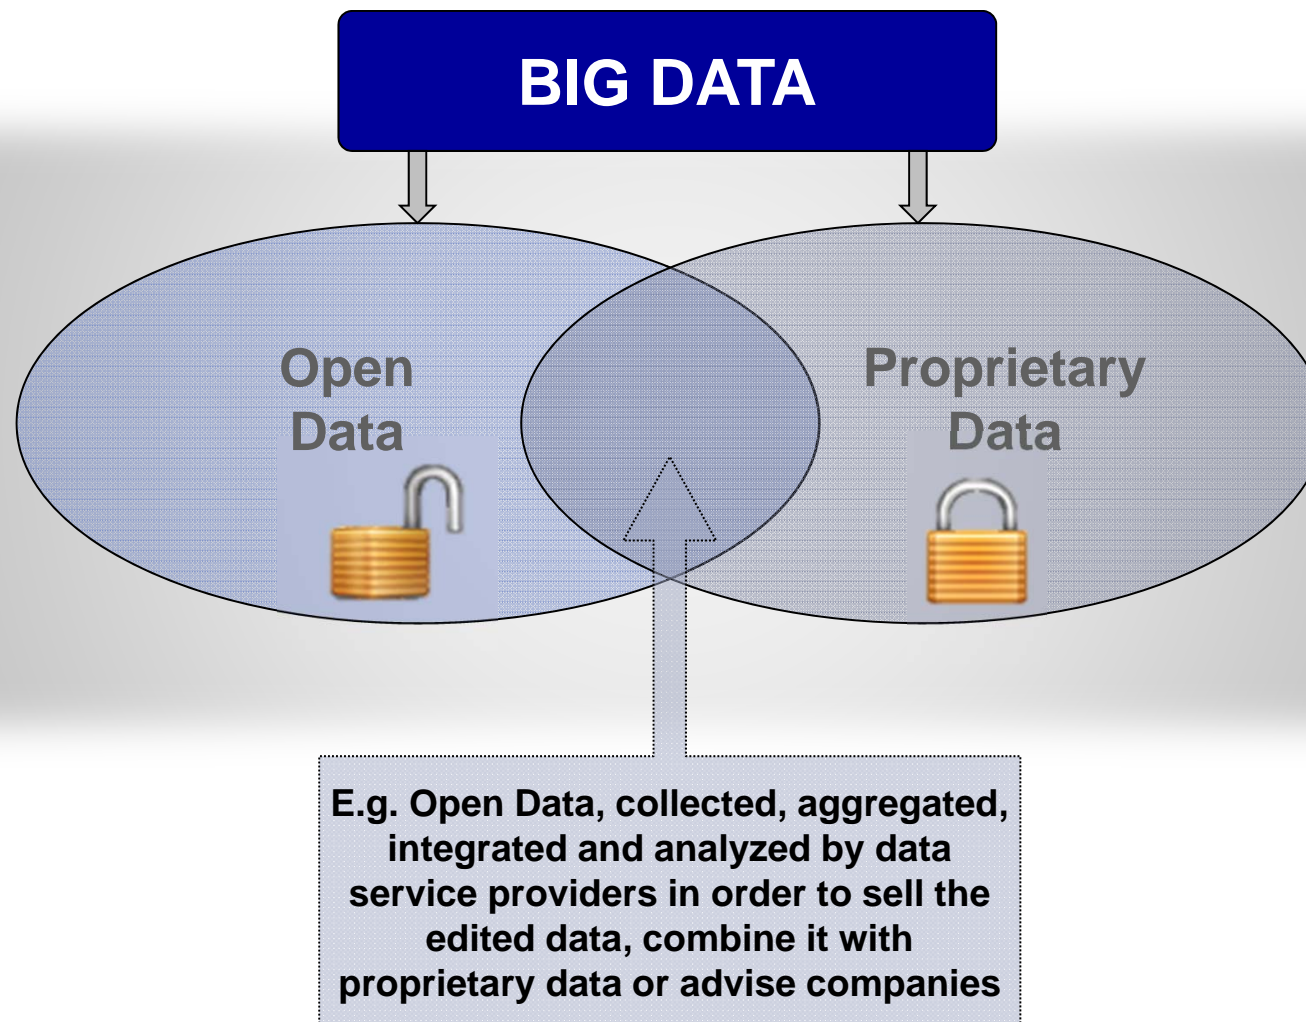 BIG DATA
Open
Data
Proprietary
Data
E.g. Open Data, collected, aggregated,
integrated and analyzed by data
service providers in order to sell the
edited data, combine it with
proprietary data or advise companies